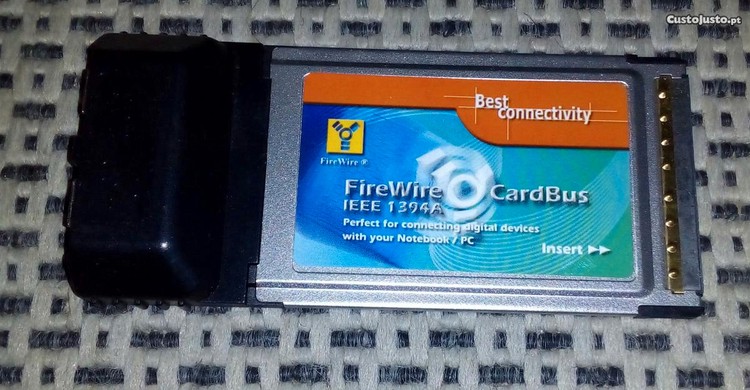 CustoJusto.pt
Best
connectivity
FireWire ®
FireWire CardBus
IEEE 1394A
Perfect for connecting digital devices
with your Notebook / PC
Insert ►►